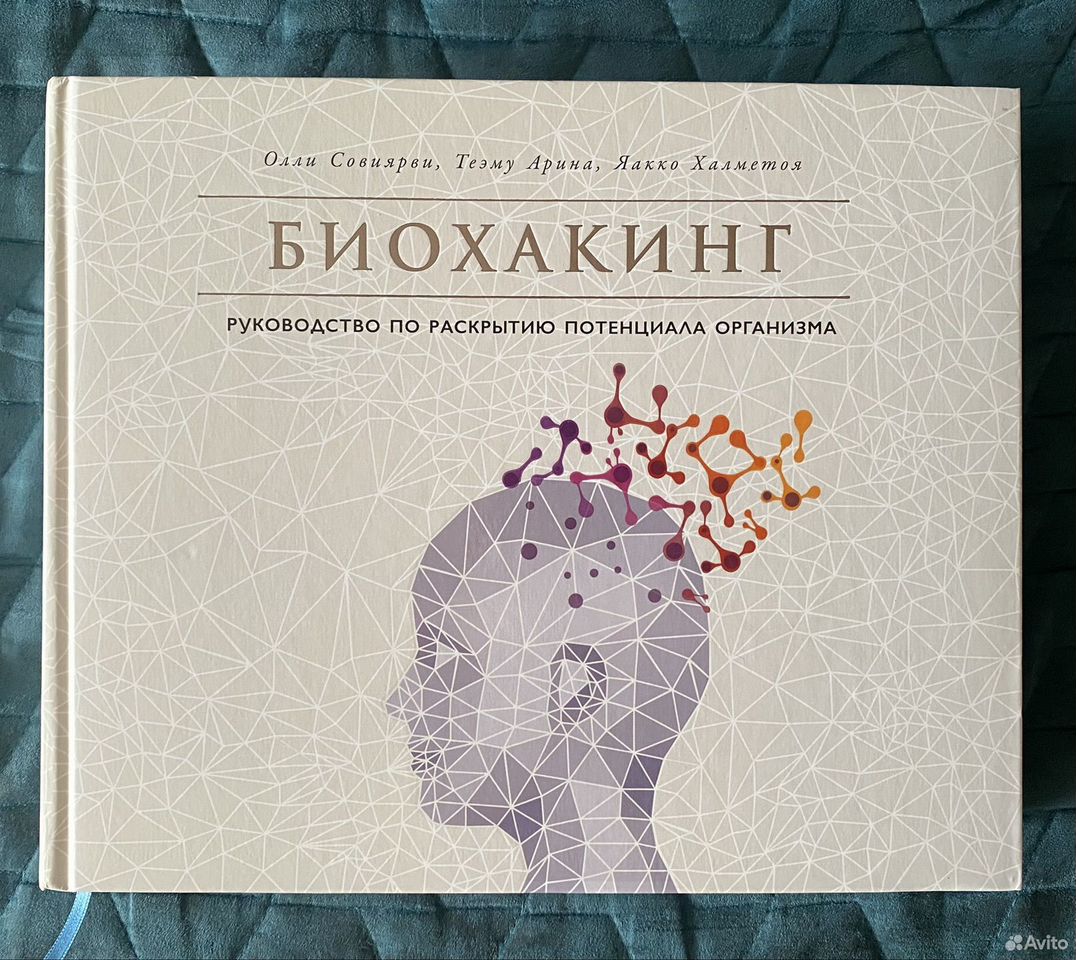 Олли Совиярви, Теэму Арина, Яакко Халметоя
БИОХАКИНГ
РУКОВОДСТВО ПО РАСКРЫТИЮ ПОТЕНЦИАЛА ОРГАНИЗМА
Avito